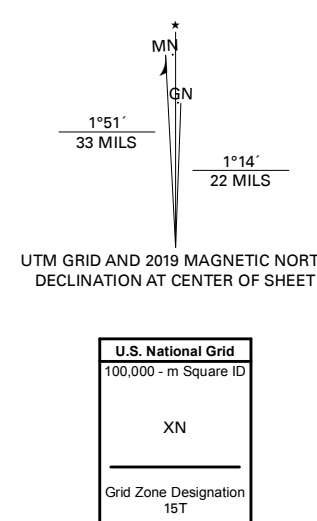 ★
MN
GN
1°51´
33 MILS
1°14´
22 MILS
UTM GRID AND 2019 MAGNETIC NORT
DECLINATION AT CENTER OF SHEET
U.S. National Grid
100,000 - m Square ID
XN
Grid Zone Designation
15T